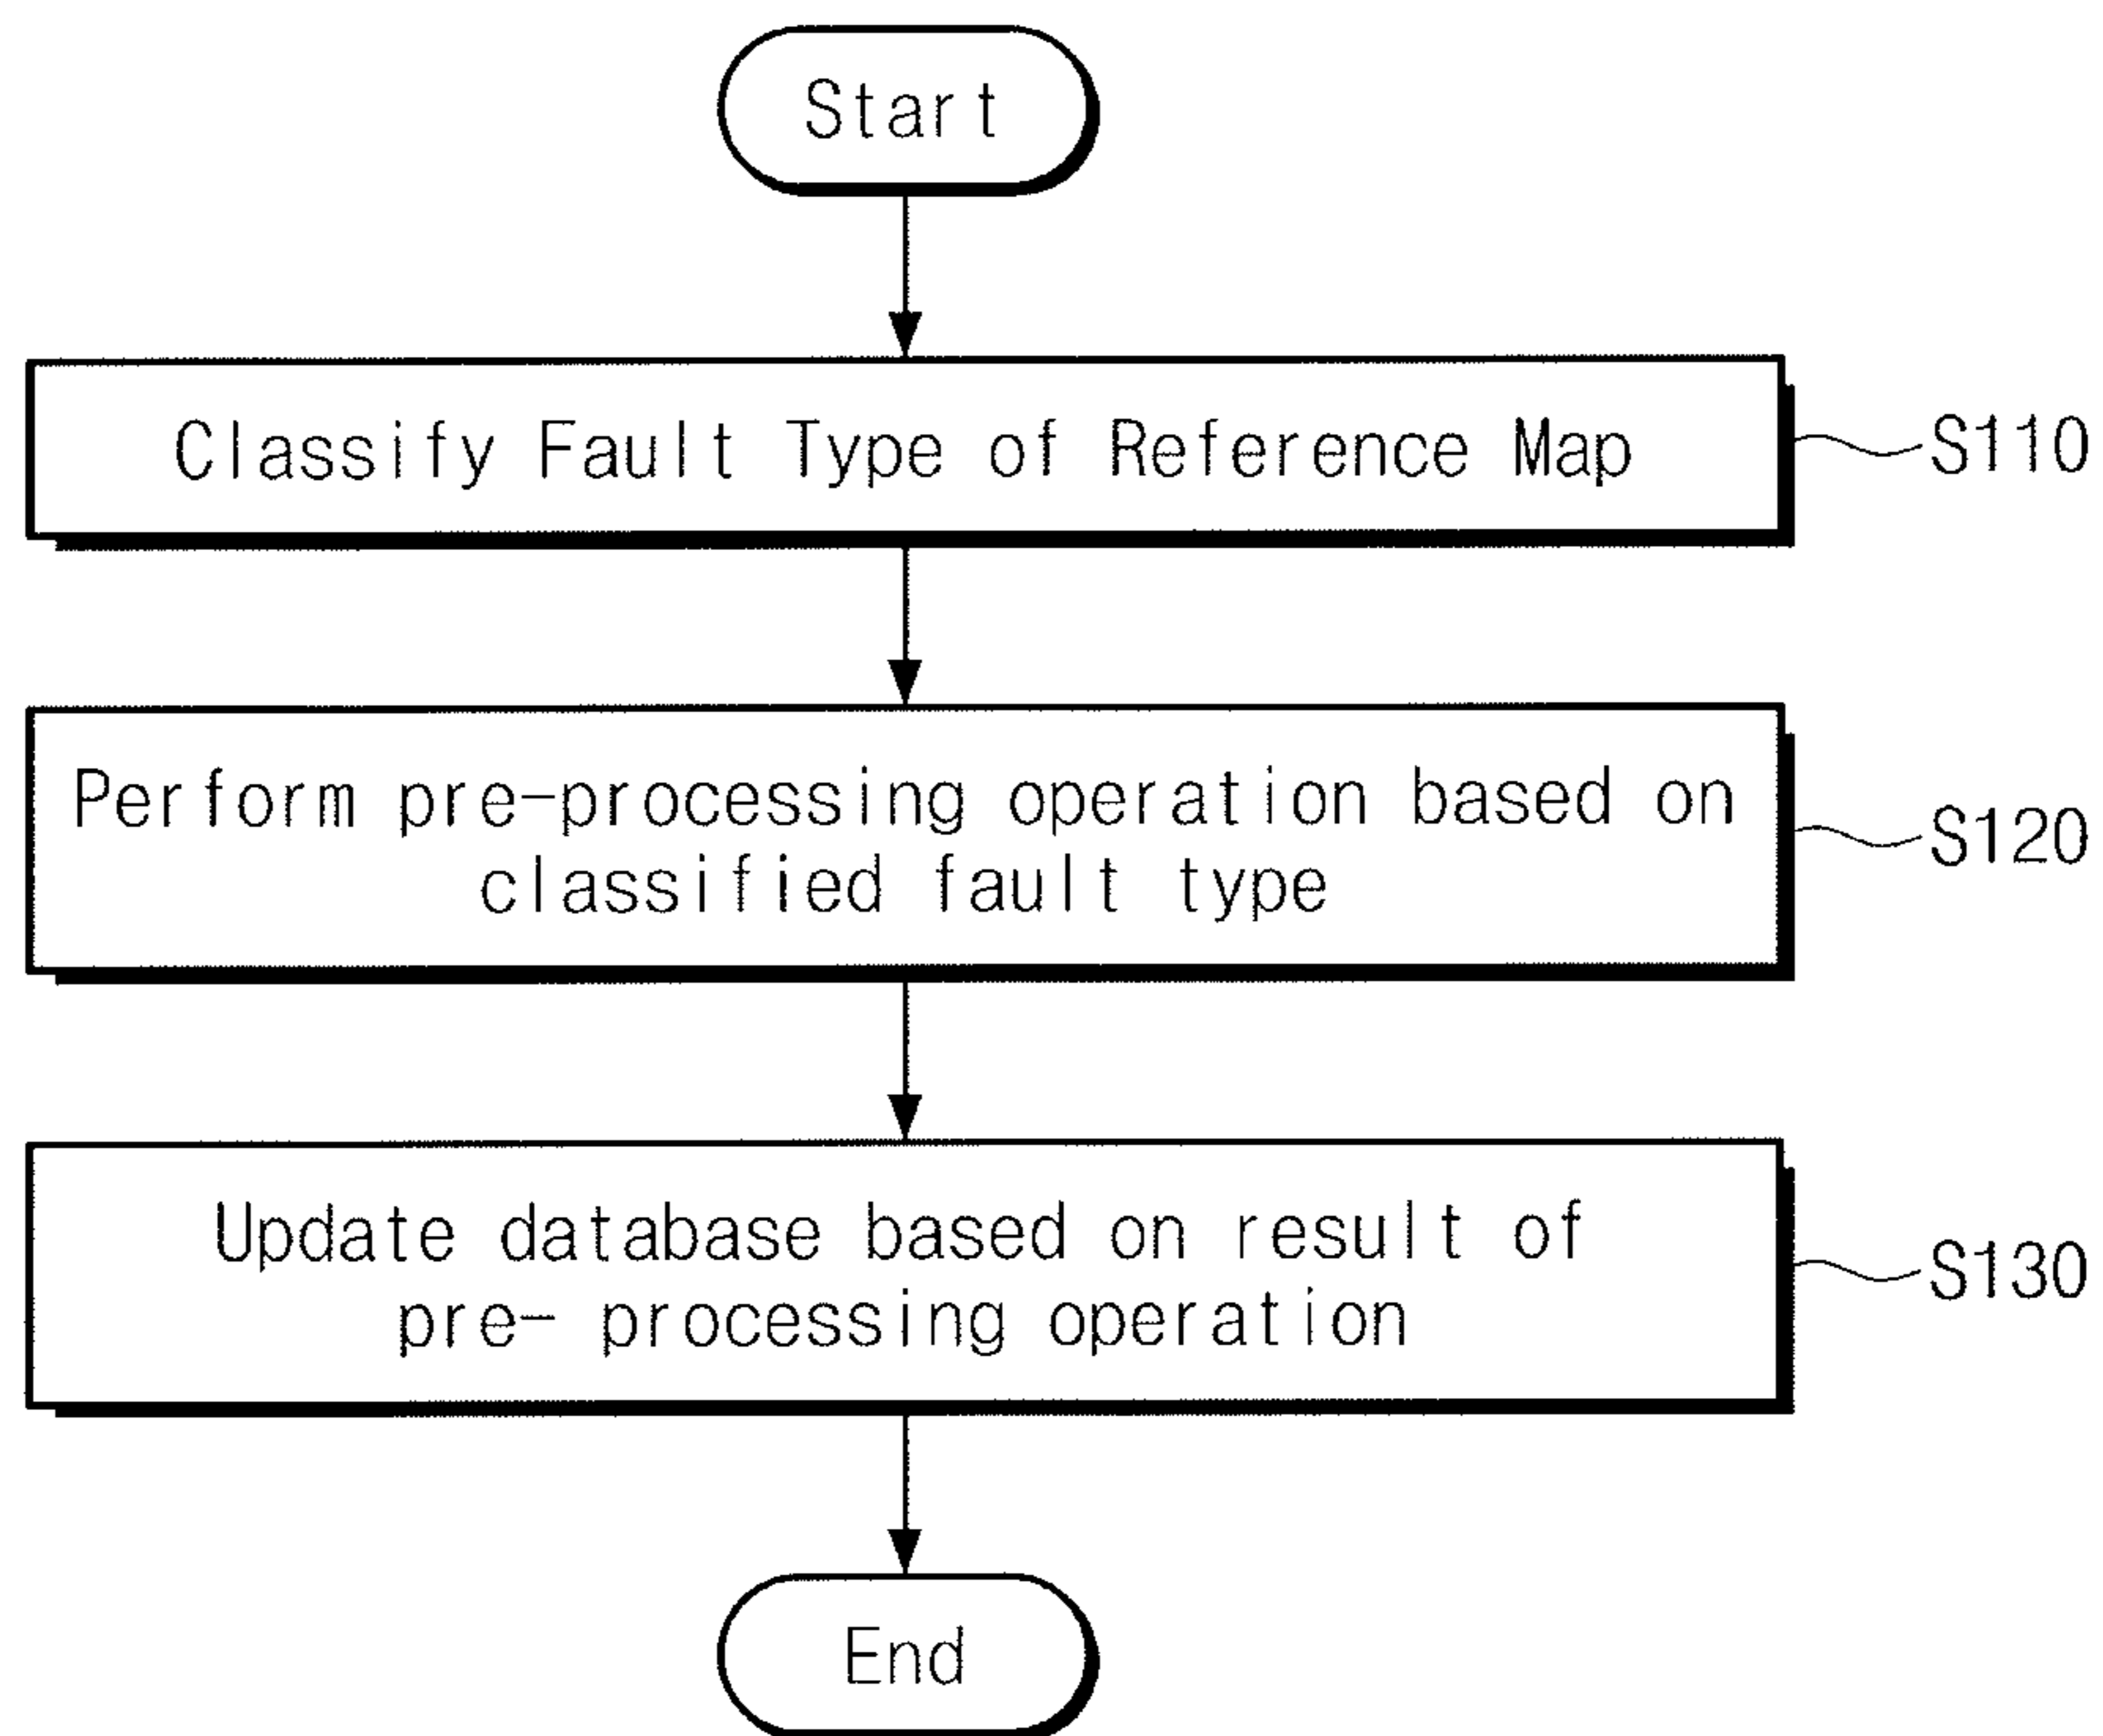 Start
Classify Fault Type of Reference Map
S110
Perform pre-processing operation based on
classified fault type
S120
Update database based on result of
pre- processing operation
S130
End